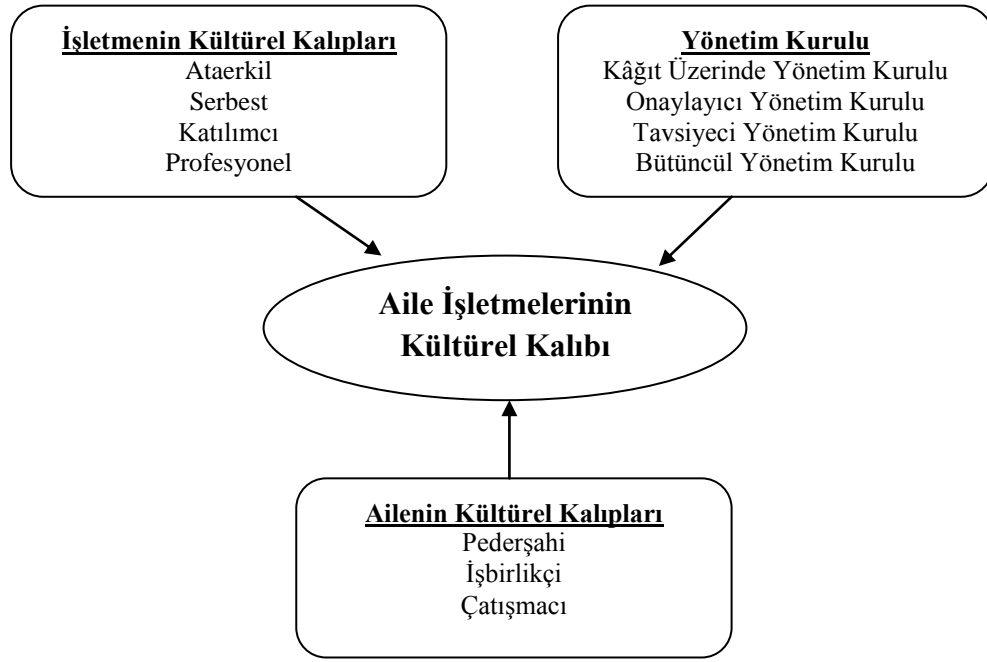 İşletmenin Kültürel Kalıpları
Ataerkil
Serbest
Katılımcı
Profesyonel
Yönetim Kurulu
Kâğıt Üzerinde Yönetim Kurulu
Onaylayıcı Yönetim Kurulu
Tavsiyeci Yönetim Kurulu
Bütüncül Yönetim Kurulu
Aile İşletmelerinin
Kültürel Kalıbı
Ailenin Kültürel Kalıpları
Pederşahi
İşbirlikçi
Çatışmacı